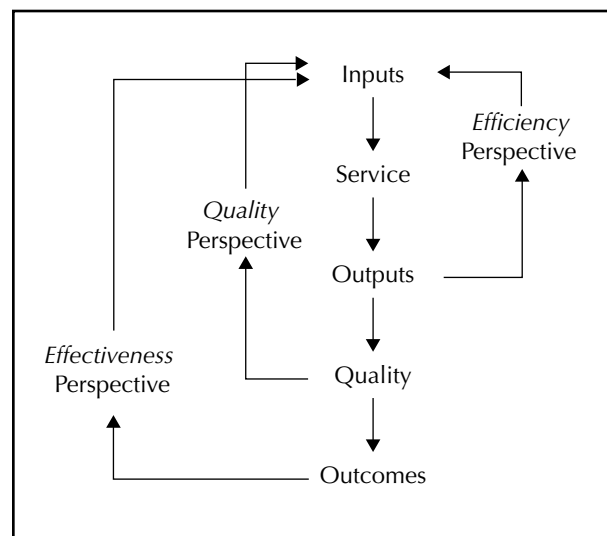 Inputs
Efficiency
Perspective
Service
Quality
Perspective
Outputs
Effectiveness
Perspective
Quality
Outcomes